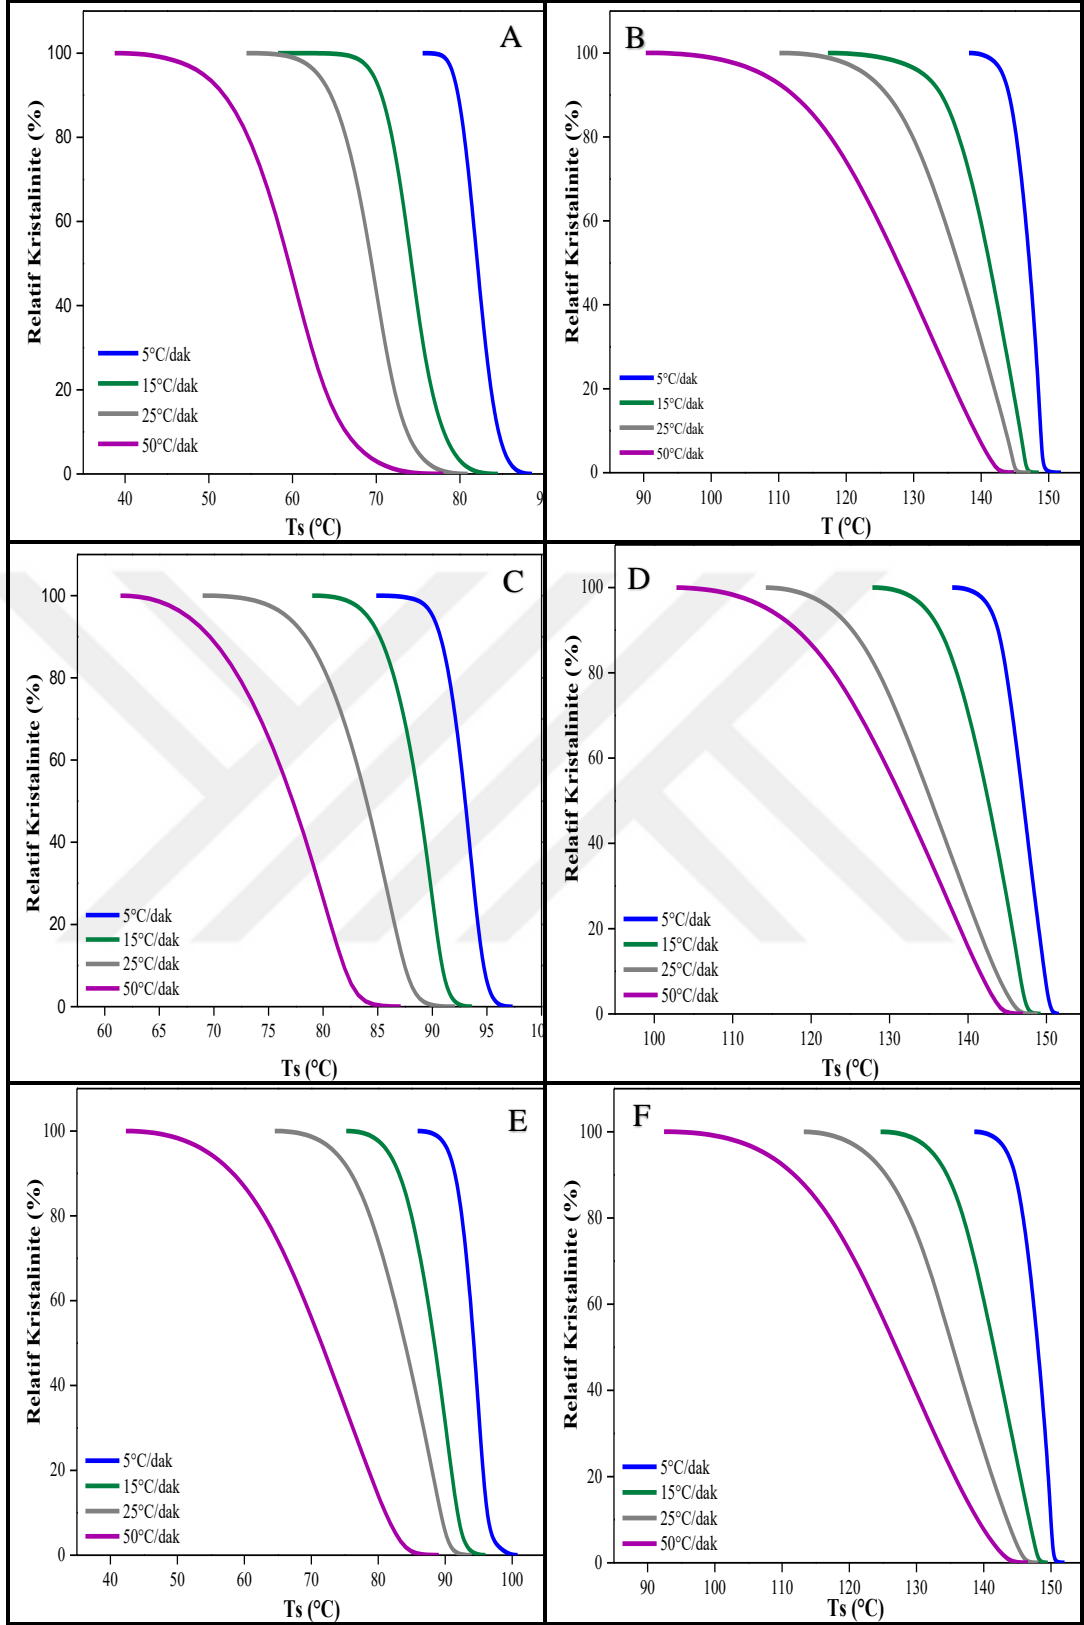 A
Relatif Kristalinite (%)
100
80
60
40
20
0
5°C/dak
15°C/dak
25°C/dak
50°C/dak
40 50 60 70 80 9
Ts (°C)
B
Relatif Kristalinite (%)
100
80
60
40
20
0
5°C/dak
15°C/dak
25°C/dak
50°C/dak
90 100 110 120 130 140 150
T (°C)
C
Relatif Kristalinite (%)
100
80
60
40
20
0
5°C/dak
15°C/dak
25°C/dak
50°C/dak
60 65 70 75 80 85 90 95 10
Ts (°C)
D
Relatif Kristalinite (%)
100
80
60
40
20
0
5°C/dak
15°C/dak
25°C/dak
50°C/dak
100 110 120 130 140 150
Ts (°C)
E
Relatif Kristalinite (%)
100
80
60
40
20
0
5°C/dak
15°C/dak
25°C/dak
50°C/dak
40 50 60 70 80 90 100
Ts (°C)
F
Relatif Kristalinite (%)
100
80
60
40
20
0
5°C/dak
15°C/dak
25°C/dak
50°C/dak
90 100 110 120 130 140 150
Ts (°C)